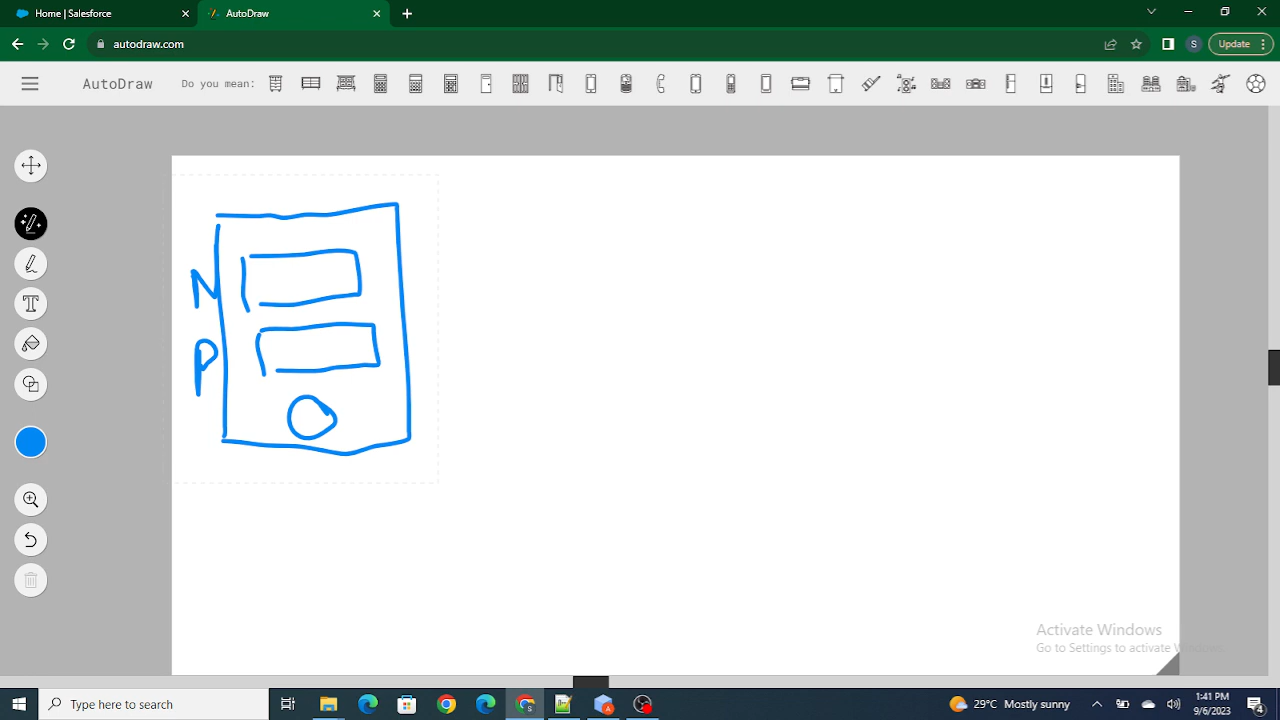 Home | Salesforce
AutoDraw
autodraw.com
S
Update
AutoDraw
Do you mean:
T
N
P
Activate Windows
Go to Settings to activate Windows.
Type here to search
29°C Mostly sunny
1:41 PM
9/6/2023
4